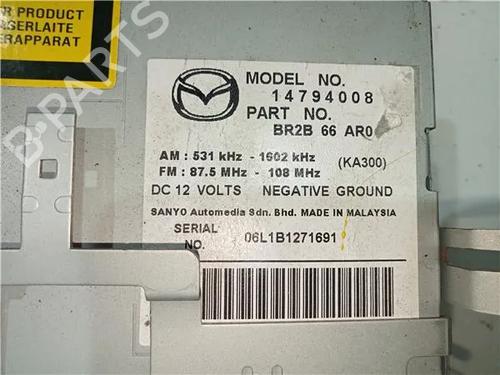 R PRODUCT
SERLAITE
RAPPARAT
MODEL NO.
14794008
PART NO.
BR2B 66 AR0
AM : 531 kHz - 1602 kHz
(KA300)
FM : 87.5 MHz - 108 MHz
DC 12 VOLTS NEGATIVE GROUND
SANYO Automedia Sdn. Bhd. MADE IN MALAYSIA
SERIAL
NO.
06L1B1271691
B-PARTS